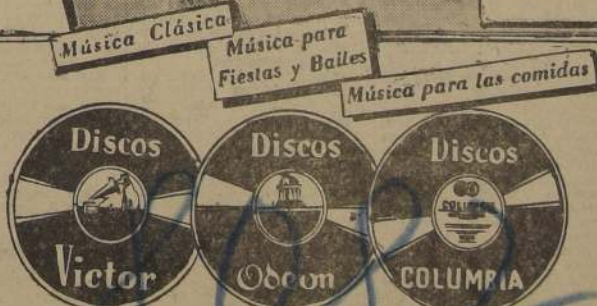 Música Clásica
Música para
Fiestas y Bailes
Música para las comidas
Discos
Victor
Discos
Odeon
Discos
COLUMBIA